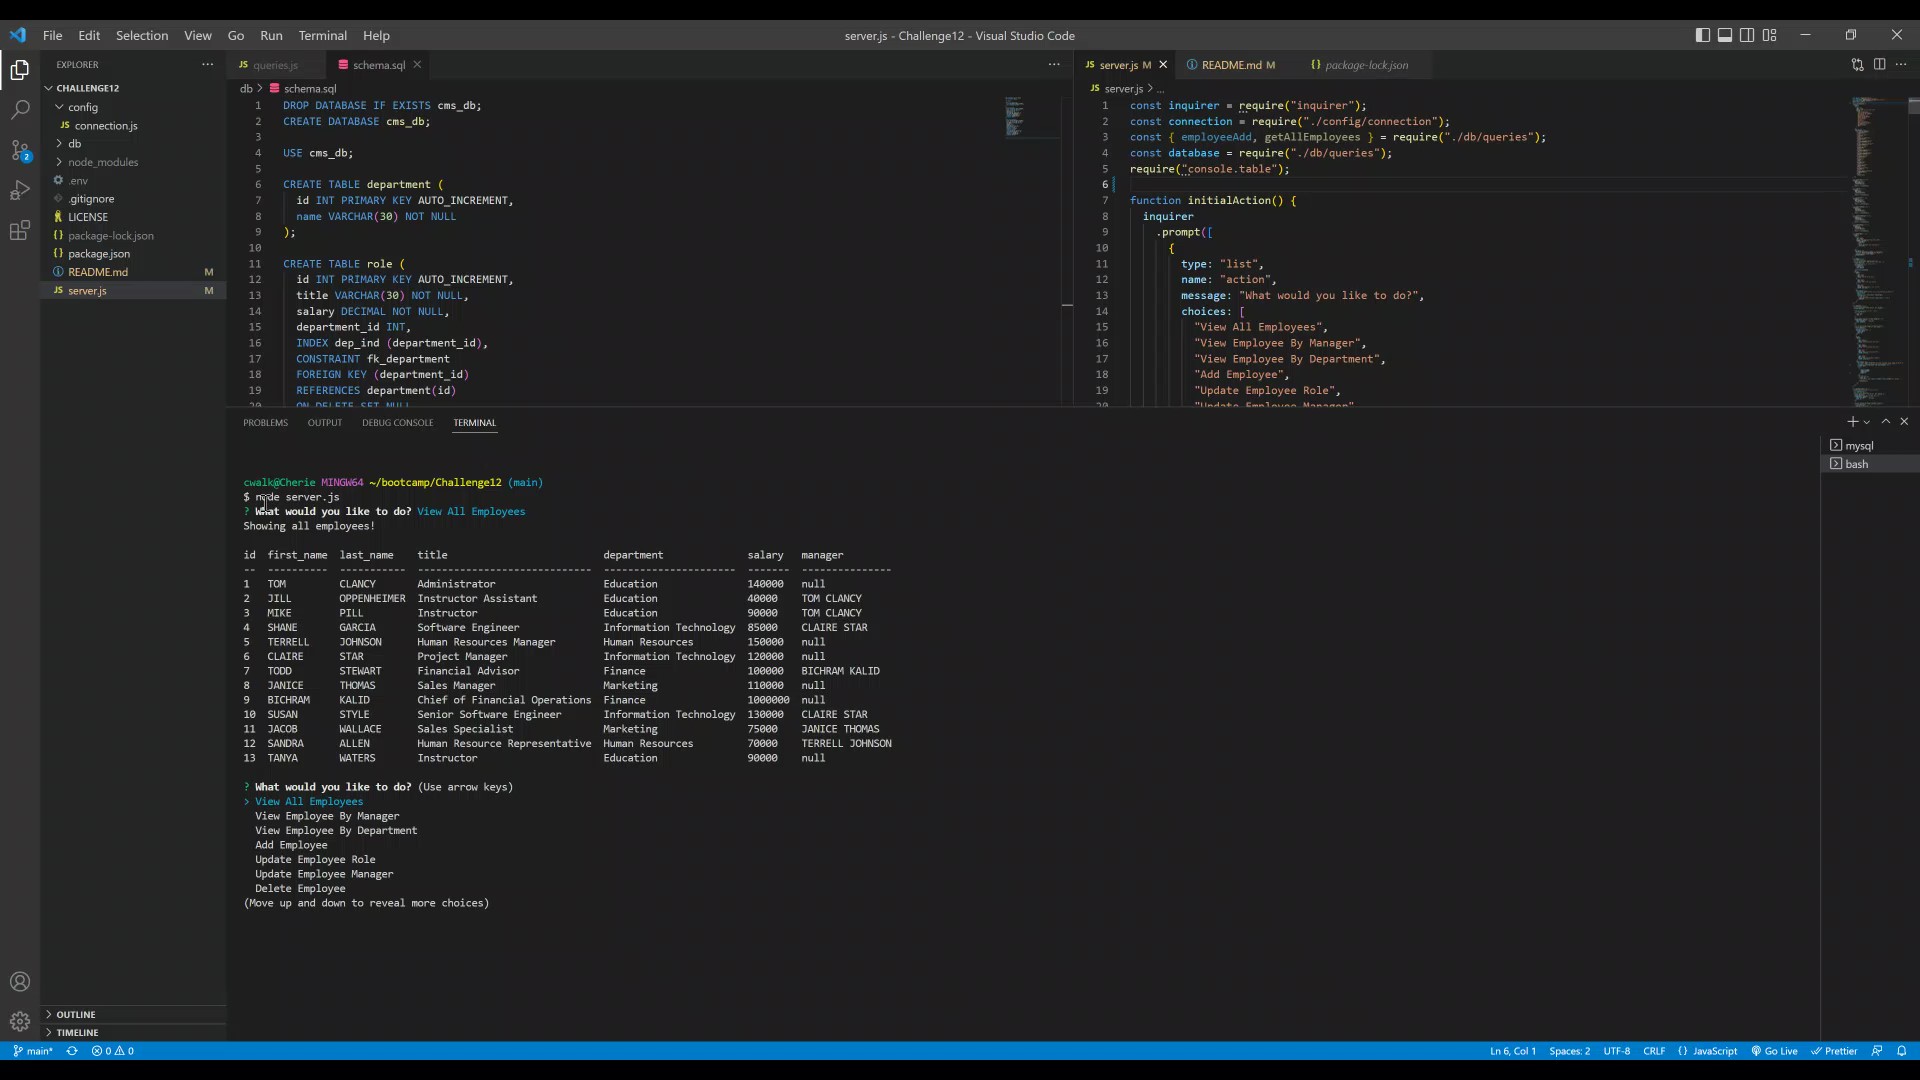 File Edit Selection View Go Run Terminal Help
server.js - Challenge12 - Visual Studio Code
EXPLORER
CHALLENGE12
config
JS connection.js
db
node_modules
.env
.gitignore
LICENSE
{} package-lock.json
{} package.json
README.md M
JS server.js M
OUTLINE
TIMELINE
2
JS queries.js schema.sql
db > schema.sql
1 DROP DATABASE IF EXISTS cms_db;
2 CREATE DATABASE cms_db;
3
4 USE cms_db;
5
6 CREATE TABLE department (
7 id INT PRIMARY KEY AUTO_INCREMENT,
8 name VARCHAR(30) NOT NULL
9 );
10
11 CREATE TABLE role (
12 id INT PRIMARY KEY AUTO_INCREMENT,
13 title VARCHAR(30) NOT NULL,
14 salary DECIMAL NOT NULL,
15 department_id INT,
16 INDEX dep_ind (department_id),
17 CONSTRAINT fk_department
18 FOREIGN KEY (department_id)
19 REFERENCES department(id)
20 ON DELETE SET NULL
JS server.js M README.md M {} package-lock.json
JS server.js > ...
1 const inquirer = require("inquirer");
2 const connection = require("./config/connection");
3 const { employeeAdd, getAllEmployees } = require("./db/queries");
4 const database = require("./db/queries");
5 require("console.table");
6
7 function initialAction() {
8 inquirer
9 .prompt([
10 {
11 type: "list",
12 name: "action",
13 message: "What would you like to do?",
14 choices: [
15 "View All Employees",
16 "View Employee By Manager",
17 "View Employee By Department",
18 "Add Employee",
19 "Update Employee Role",
20 "Update Employee Manager"
PROBLEMS OUTPUT DEBUG CONSOLE TERMINAL
mysql
bash
cwalk@Cherie MINGW64 ~/bootcamp/Challenge12 (main)
$ node server.js
? What would you like to do? View All Employees
Showing all employees!
id first_name last_name title department salary manager
-- ---------- ----------- ----------------------------- ---------------------- ------- ---------------
1 TOM CLANCY Administrator Education 140000 null
2 JILL OPPENHEIMER Instructor Assistant Education 40000 TOM CLANCY
3 MIKE PILL Instructor Education 90000 TOM CLANCY
4 SHANE GARCIA Software Engineer Information Technology 85000 CLAIRE STAR
5 TERRELL JOHNSON Human Resources Manager Human Resources 150000 null
6 CLAIRE STAR Project Manager Information Technology 120000 null
7 TODD STEWART Financial Advisor Finance 100000 BICHRAM KALID
8 JANICE THOMAS Sales Manager Marketing 110000 null
9 BICHRAM KALID Chief of Financial Operations Finance 1000000 null
10 SUSAN STYLE Senior Software Engineer Information Technology 130000 CLAIRE STAR
11 JACOB WALLACE Sales Specialist Marketing 75000 JANICE THOMAS
12 SANDRA ALLEN Human Resource Representative Human Resources 70000 TERRELL JOHNSON
13 TANYA WATERS Instructor Education 90000 null
? What would you like to do? (Use arrow keys)
> View All Employees
View Employee By Manager
View Employee By Department
Add Employee
Update Employee Role
Update Employee Manager
Delete Employee
(Move up and down to reveal more choices)
main* 0 0 Ln 6, Col 1 Spaces: 2 UTF-8 CRLF {} JavaScript Go Live Prettier